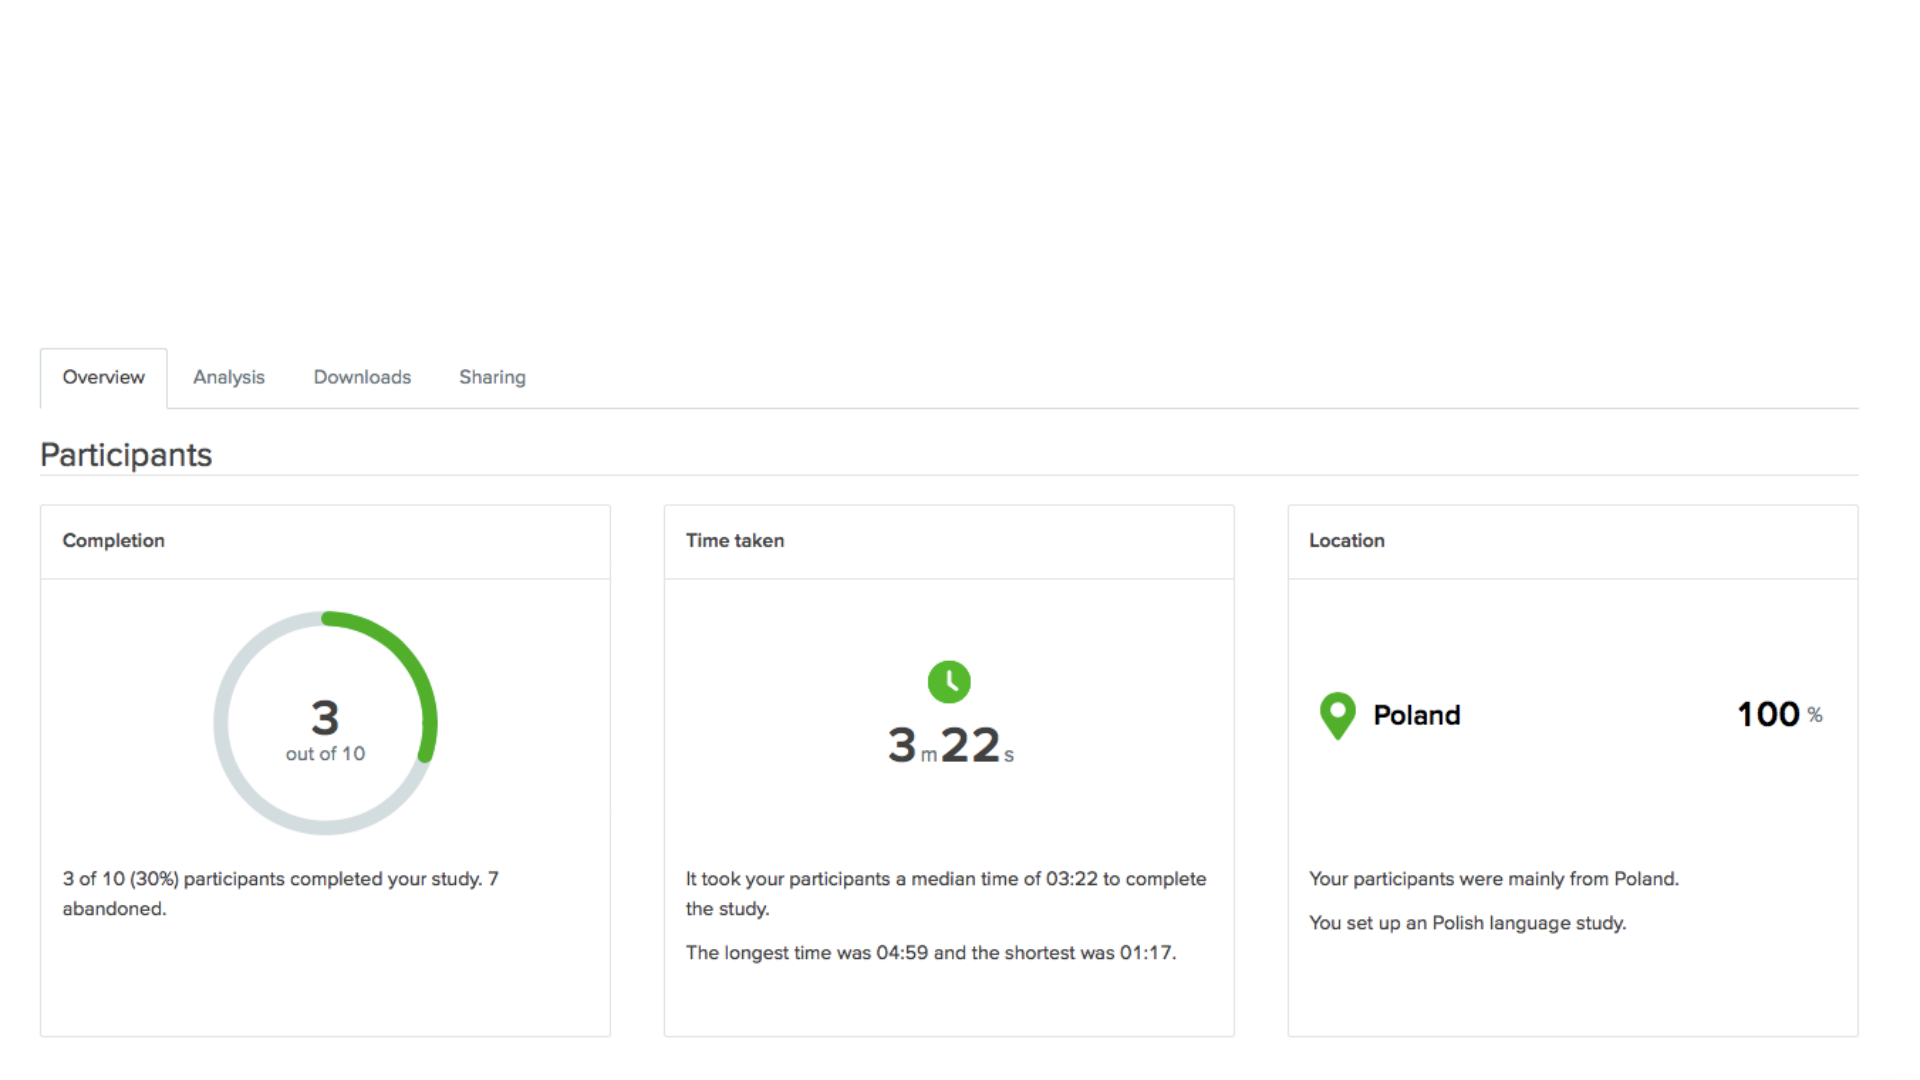 Overview Analysis Downloads Sharing
Participants
Completion
3
out of 10
3 of 10 (30%) participants completed your study. 7
abandoned.
Time taken
3 m 22 s
It took your participants a median time of 03:22 to complete
the study.
The longest time was 04:59 and the shortest was 01:17.
Location
Poland 100 %
Your participants were mainly from Poland.
You set up an Polish language study.